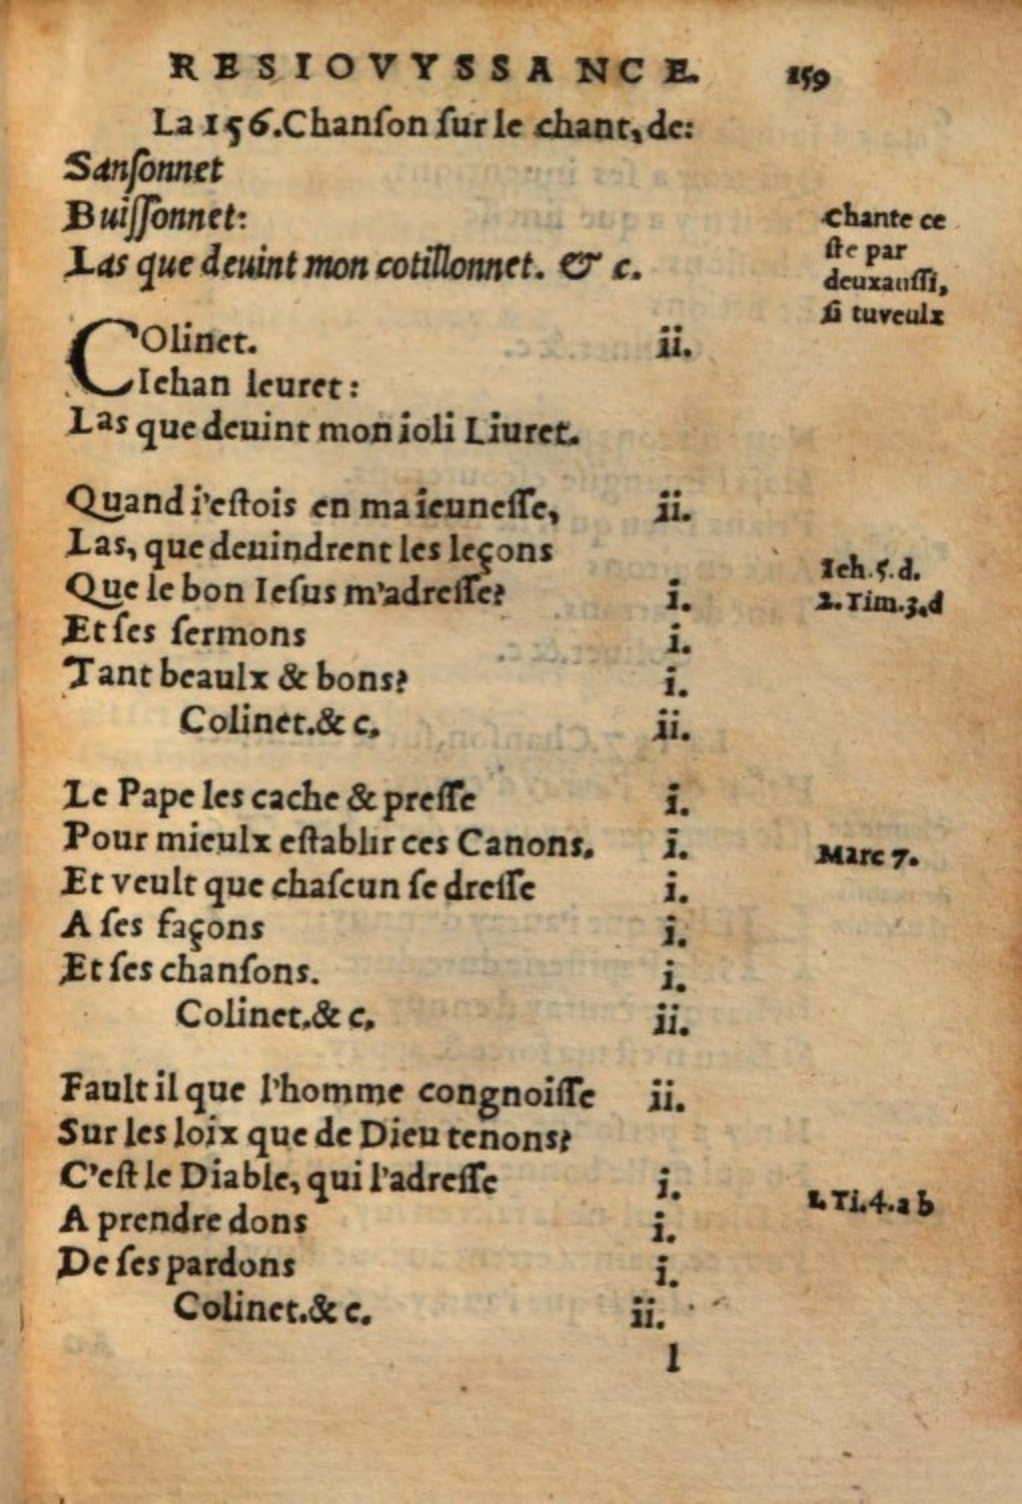 RESIOVYSSANCE. 159
La 156. Chanſon ſur le chant, de:
Sanſonnet
Buiſſonnet:
Las que deuint mon cotillonnet. & c.
Chante ce
ſte par
deuxauſſi,
ſi tuveulx
COlinet. ii.
Iehan leuret:
Las que deuint mon ioli Liuret.
Quand i'eſtois en ma ieuneſſe, ii.
Las, que deuindrent les leçons
Que le bon Ieſus m'adreſſe? i.
Et ſes ſermons i.
Tant beaulx & bons? i.
Colinet.& c. ii.
Ieh.5.d.
2.Tim.3.d
Le Pape les cache & preſſe i.
Pour mieulx eſtablir ces Canons. i.
Et veult que chaſcun ſe dreſſe i.
A ſes façons i.
Et ſes chanſons. i.
Colinet.& c. ii.
Marc 7.
Fault il que l'homme congnoiſſe ii.
Sur les loix que de Dieu tenons?
C'eſt le Diable, qui l'adreſſe i.
A prendre dons i.
De ſes pardons i.
Colinet.& c. ii.
1.Ti.4.a b
l